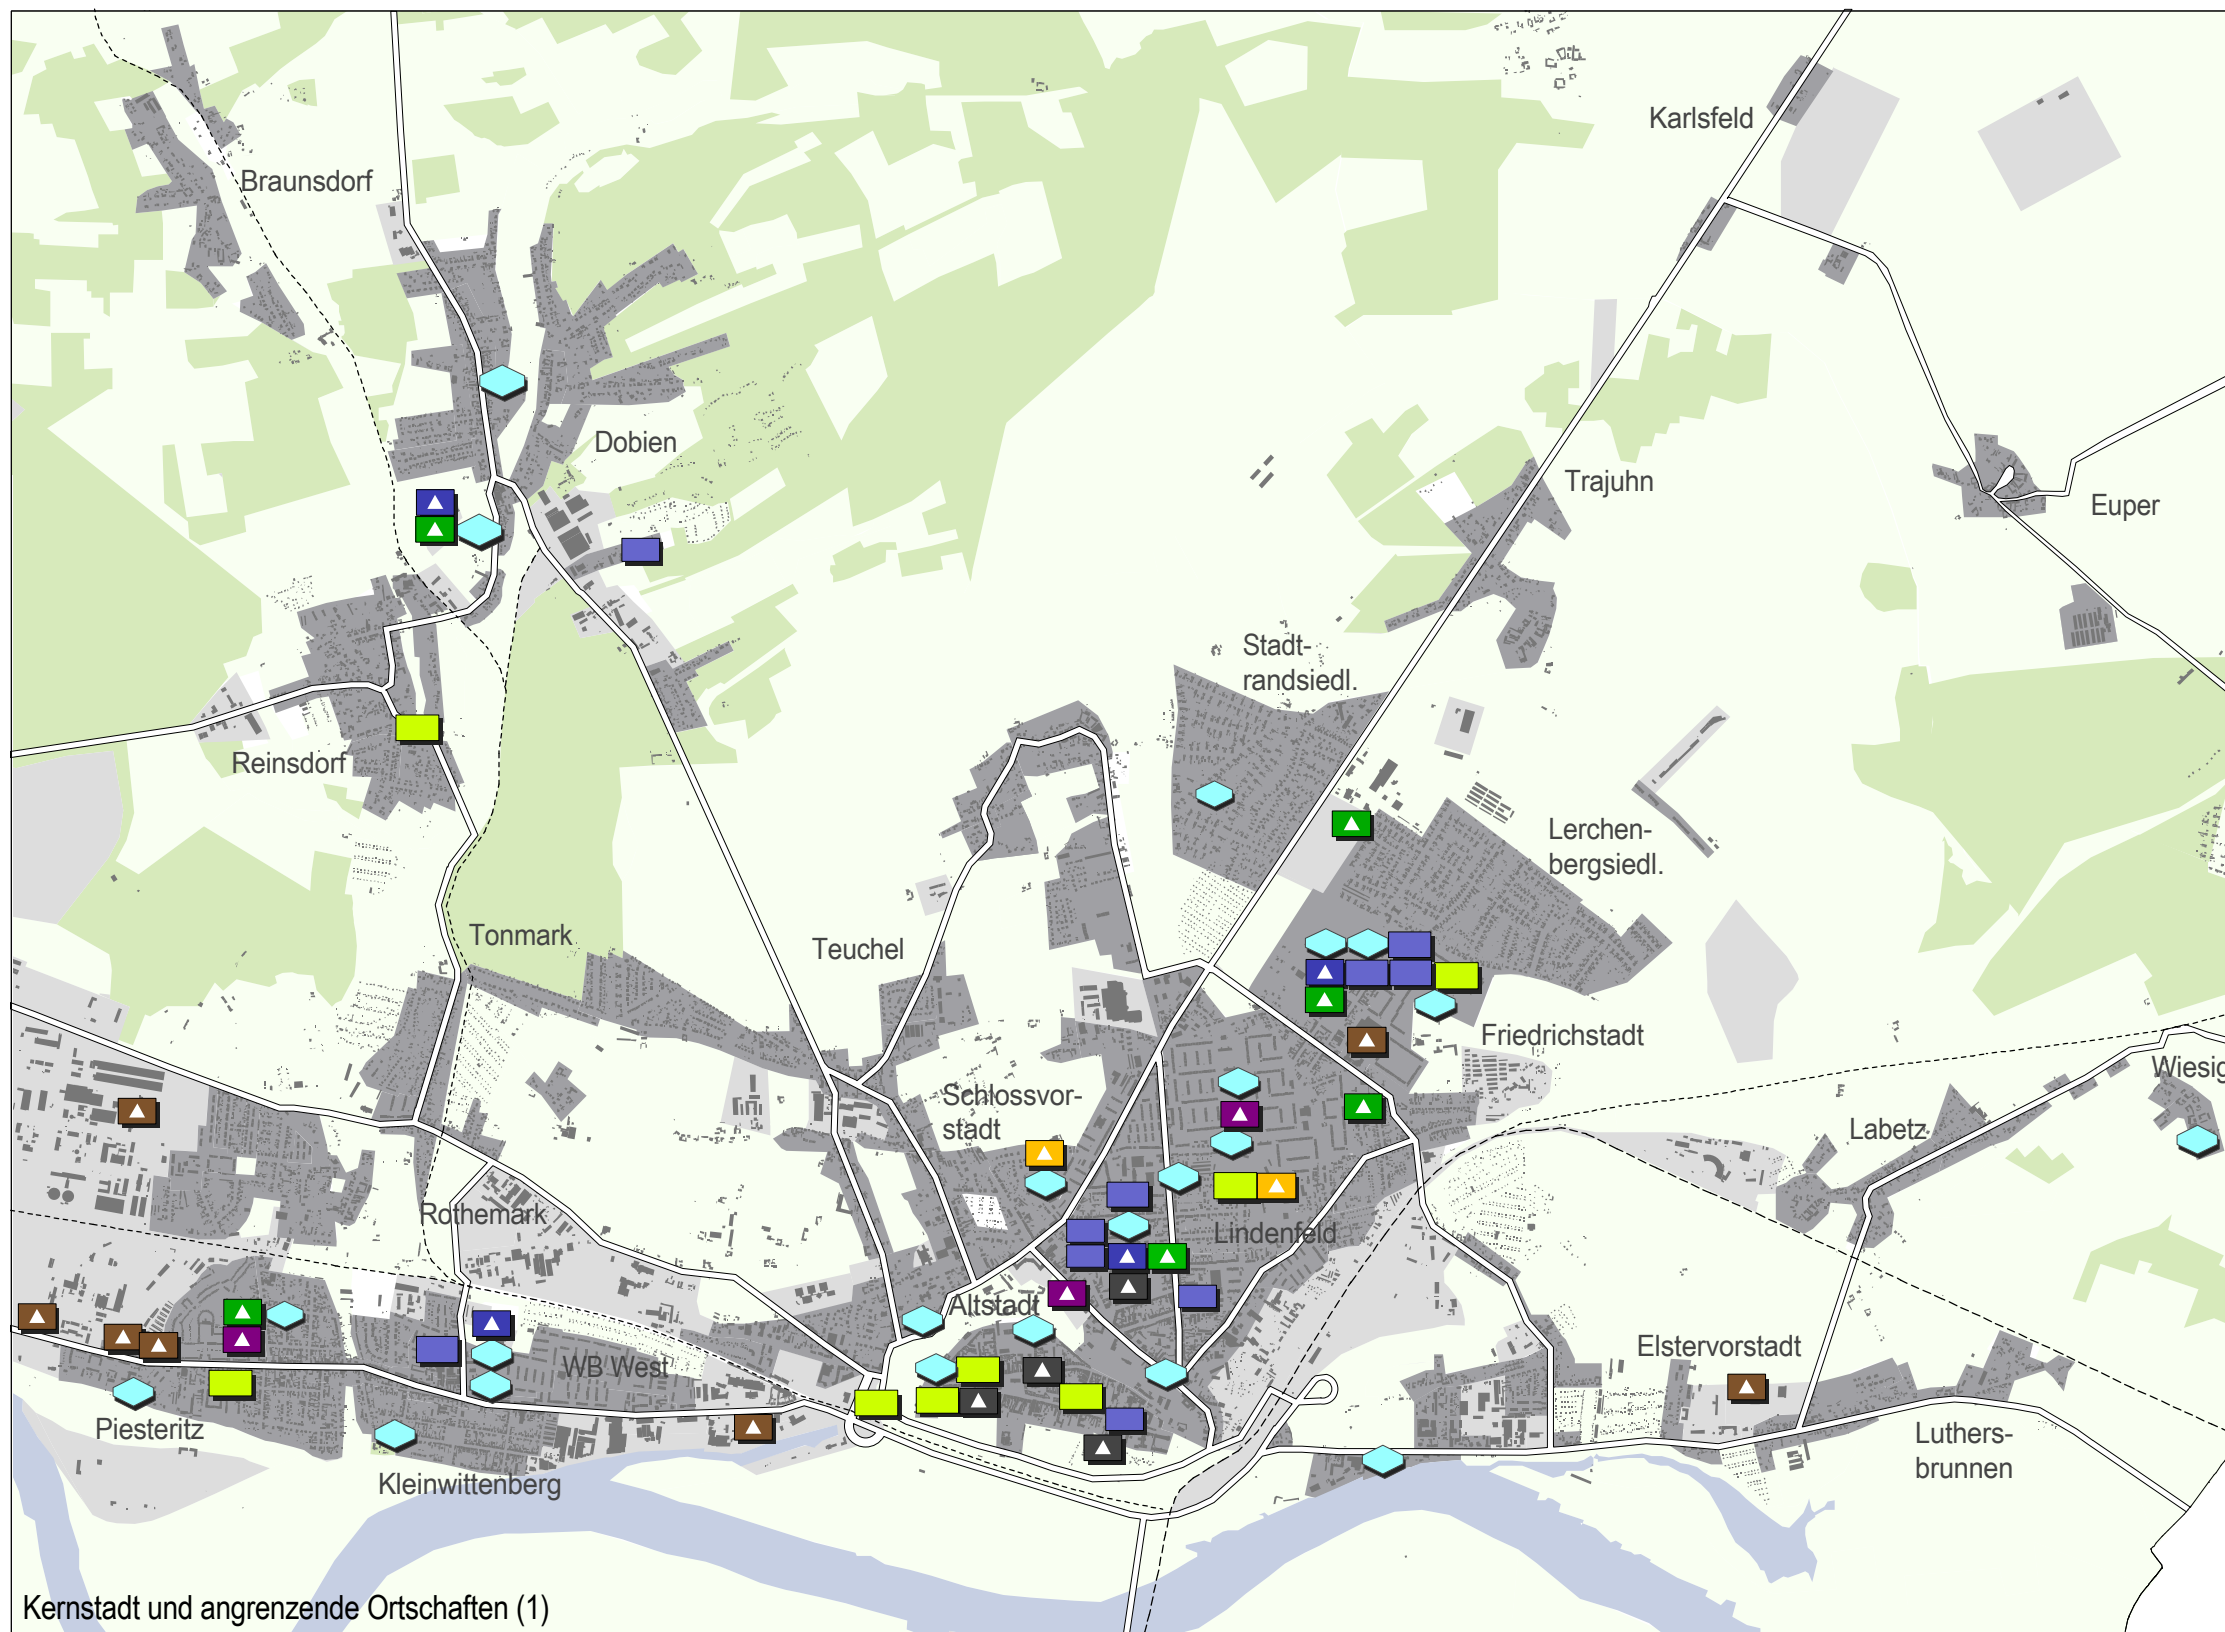 Karlsfeld
Braunsdorf
Dobien
Trajuhn
Euper
Stadt-
randsiedl.
Reinsdorf
Lerchen-
bergsiedl.
Tonmark
Teuchel
Friedrichstadt
Wiesig
Schlossvor-
stadt
Labetz
Rothemark
Lindenfeld
Altstadt
Elstervorstadt
WB West
Piesteritz
Luthers-
brunnen
Kleinwittenberg
Kernstadt und angrenzende Ortschaften (1)